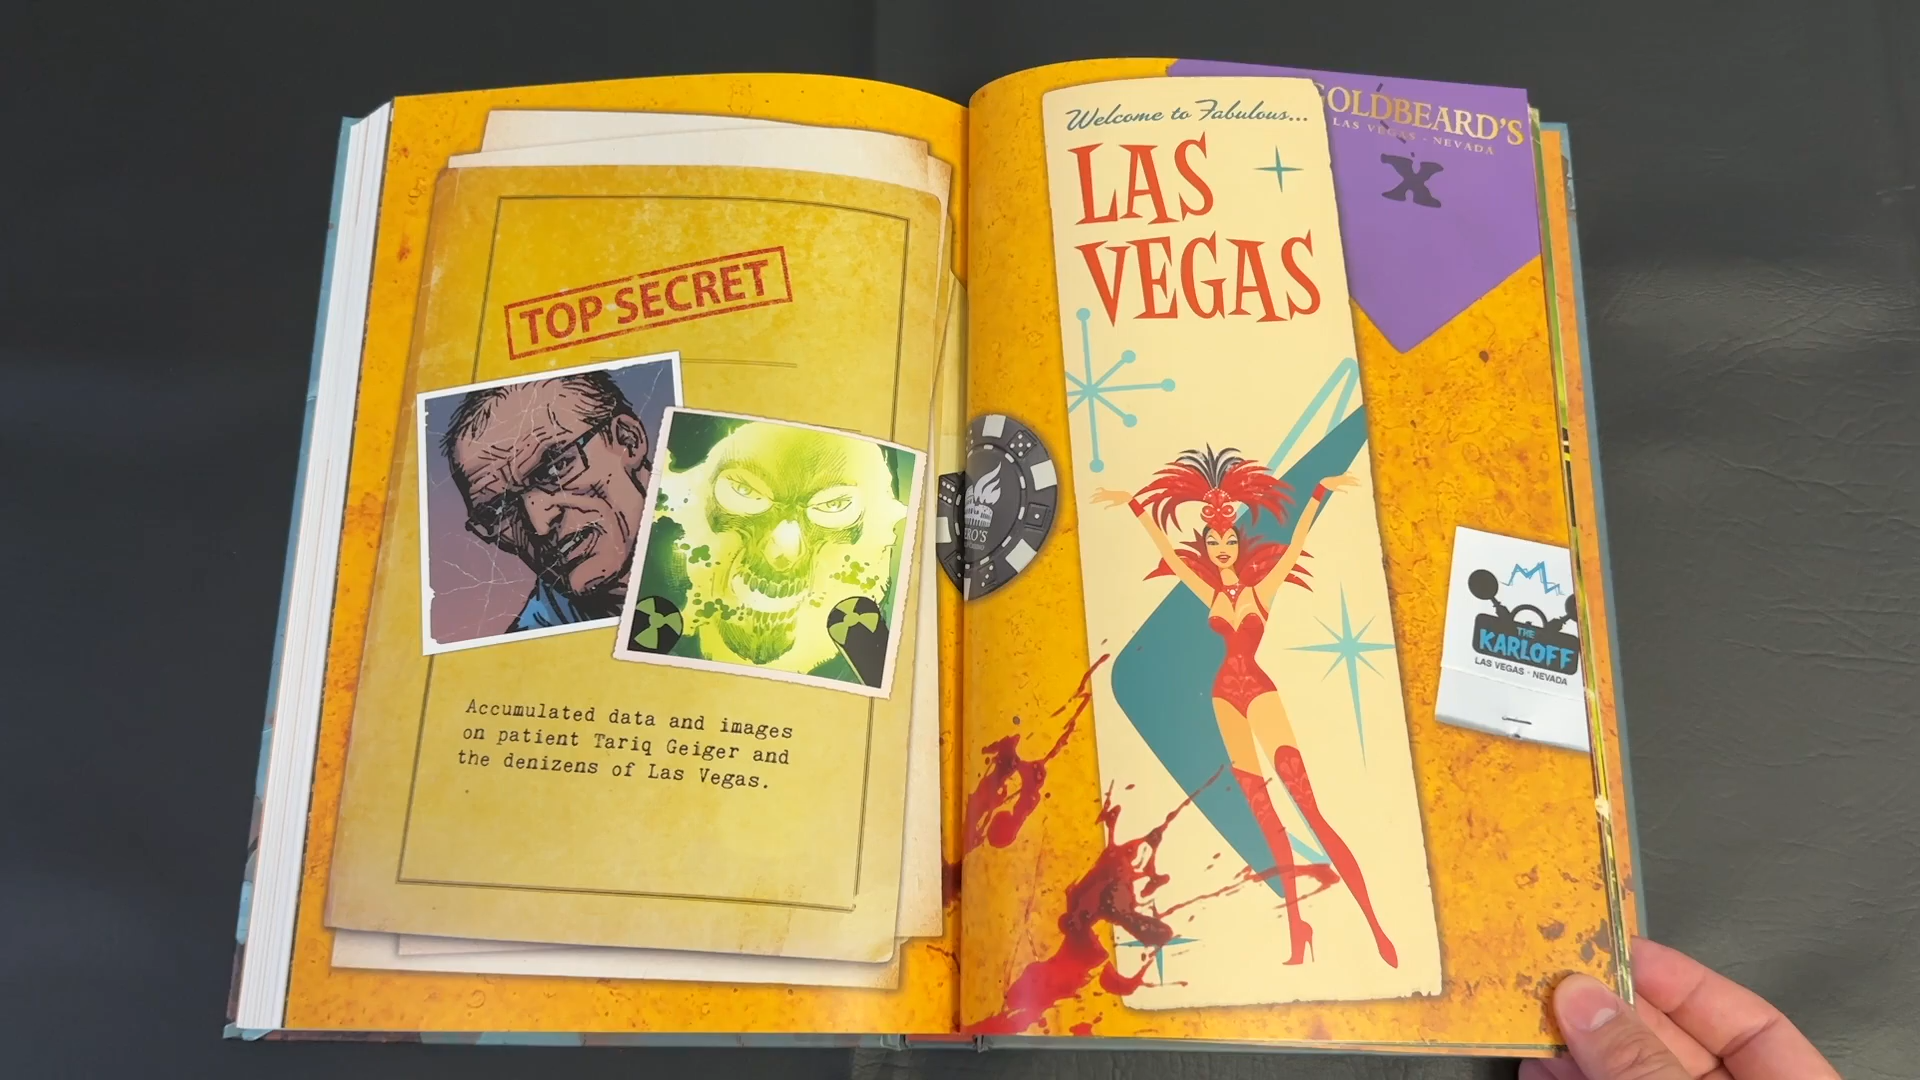 TOP SECRET
Accumulated data and images
on patient Tariq Geiger and
the denizens of Las Vegas.
Welcome to Fabulous...
LAS
VEGAS
GOLDBEARD'S
LAS VEGAS - NEVADA
X
THE
KARLOFF
LAS VEGAS - NEVADA